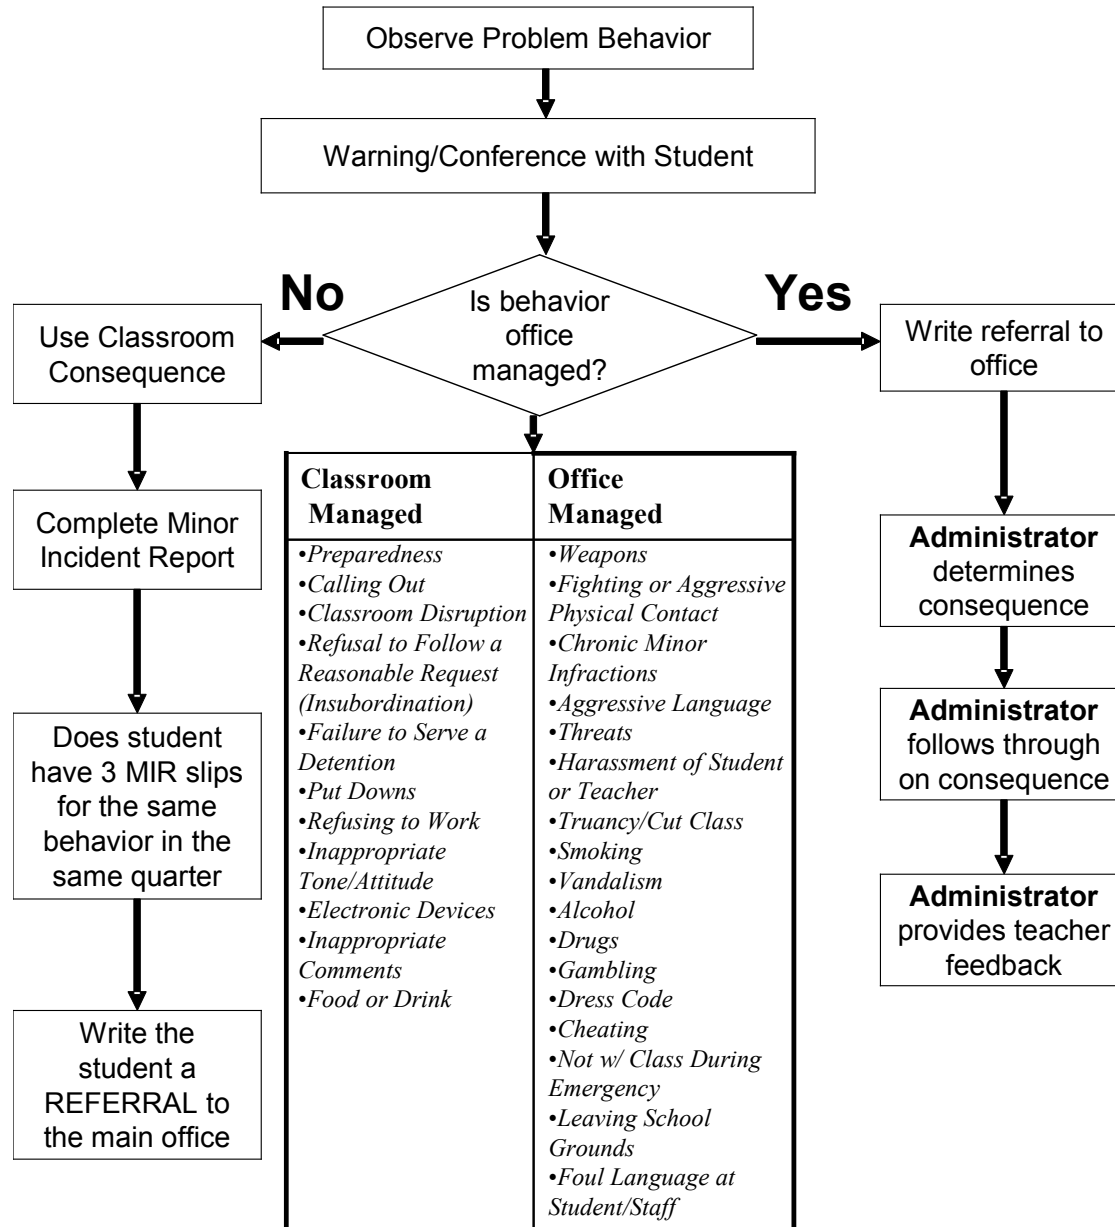 Observe Problem Behavior
Warning/Conference with Student
No
Yes
Is behavior
office
managed?
Use Classroom
Consequence
Complete Minor
Incident Report
Does student
have 3 MIR slips
for the same
behavior in the
same quarter
Write the
student a
REFERRAL to
the main office
Classroom
Managed
•Preparedness
•Calling Out
•Classroom Disruption
•Refusal to Follow a
Reasonable Request
(Insubordination)
•Failure to Serve a
Detention
•Put Downs
•Refusing to Work
•Inappropriate
Tone/Attitude
•Electronic Devices
•Inappropriate
Comments
•Food or Drink
Office
Managed
•Weapons
•Fighting or Aggressive
Physical Contact
•Chronic Minor
Infractions
•Aggressive Language
•Threats
•Harassment of Student
or Teacher
•Truancy/Cut Class
•Smoking
•Vandalism
•Alcohol
•Drugs
•Gambling
•Dress Code
•Cheating
•Not w/ Class During
Emergency
•Leaving School
Grounds
•Foul Language at
Student/Staff
Write referral to
office
Administrator
determines
consequence
Administrator
follows through
on consequence
Administrator
provides teacher
feedback